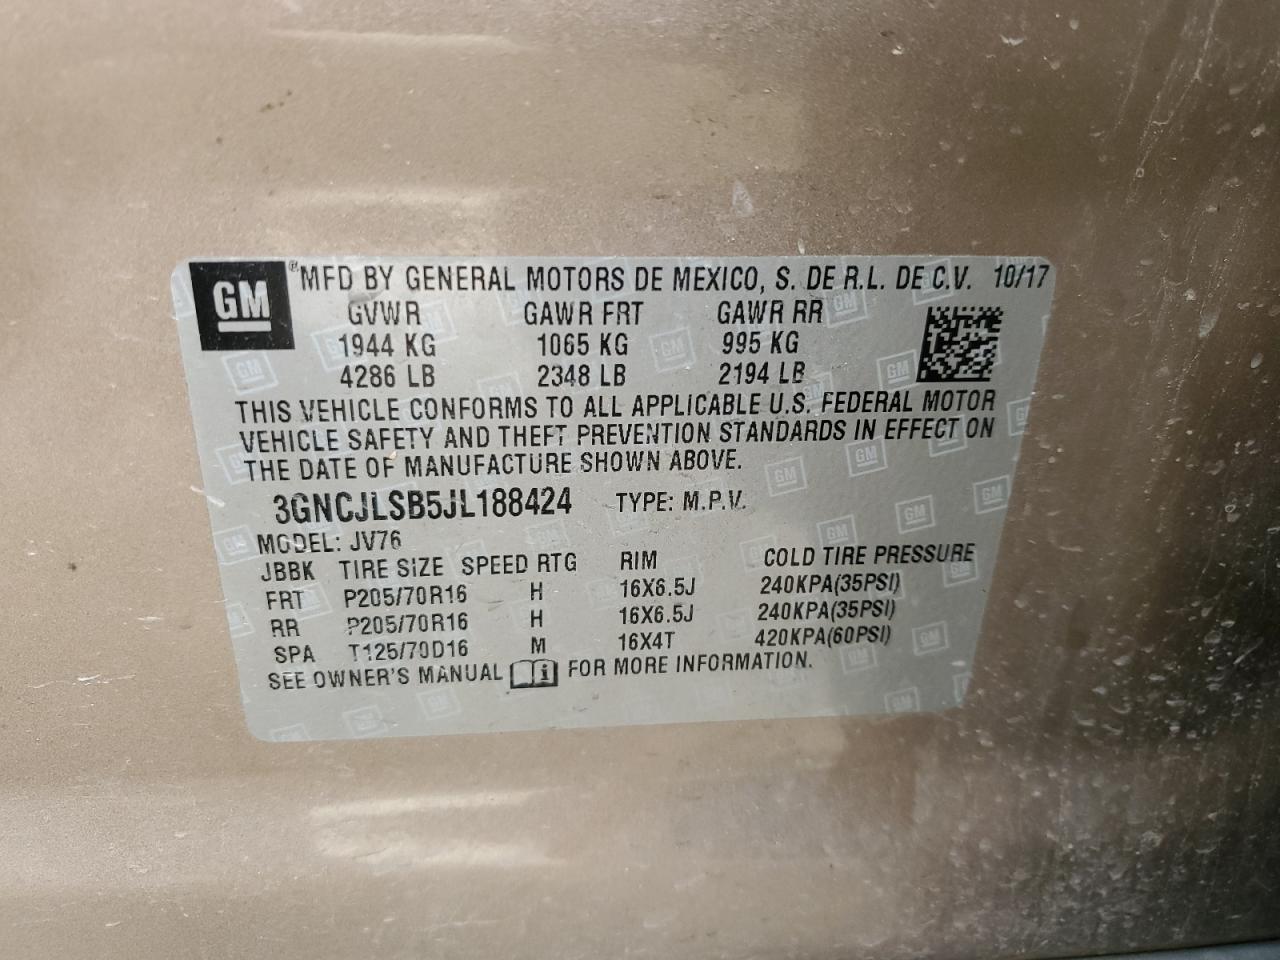 GM ® MFD BY GENERAL MOTORS DE MEXICO, S. DE R.L. DE C.V. 10/17
GVWR GAWR FRT GAWR RR
1944 KG 1065 KG 995 KG
4286 LB 2348 LB 2194 LB
THIS VEHICLE CONFORMS TO ALL APPLICABLE U.S. FEDERAL MOTOR
VEHICLE SAFETY AND THEFT PREVENTION STANDARDS IN EFFECT ON
THE DATE OF MANUFACTURE SHOWN ABOVE.
3GNCJLSB5JL188424 TYPE: M.P.V.
MODEL: JV76
JBBK TIRE SIZE SPEED RTG RIM COLD TIRE PRESSURE
FRT P205/70R16 H 16X6.5J 240KPA(35PSI)
RR P205/70R16 H 16X6.5J 240KPA(35PSI)
SPA T125/70D16 M 16X4T 420KPA(60PSI)
SEE OWNER'S MANUAL FOR MORE INFORMATION.